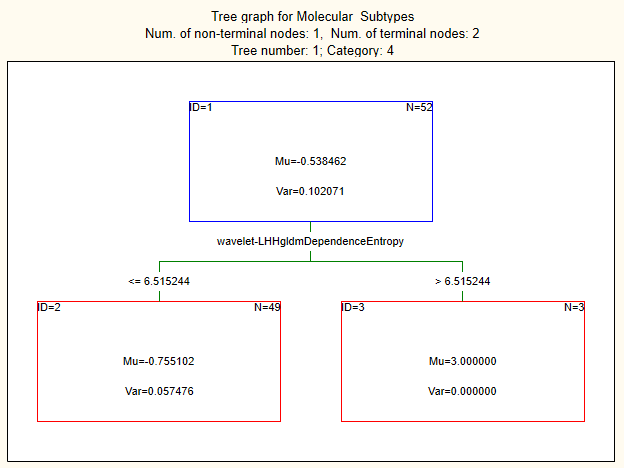 Tree graph for Molecular  Subtypes
Num. of non-terminal nodes: 1,  Num. of terminal nodes: 2
Tree number: 1; Category: 4
ID=1 N=52
Mu=-0.538462
Var=0.102071
wavelet-LHHgldmDependenceEntropy
<= 6.515244 > 6.515244
ID=2 N=49 ID=3 N=3
Mu=-0.755102 Mu=3.000000
Var=0.057476 Var=0.000000